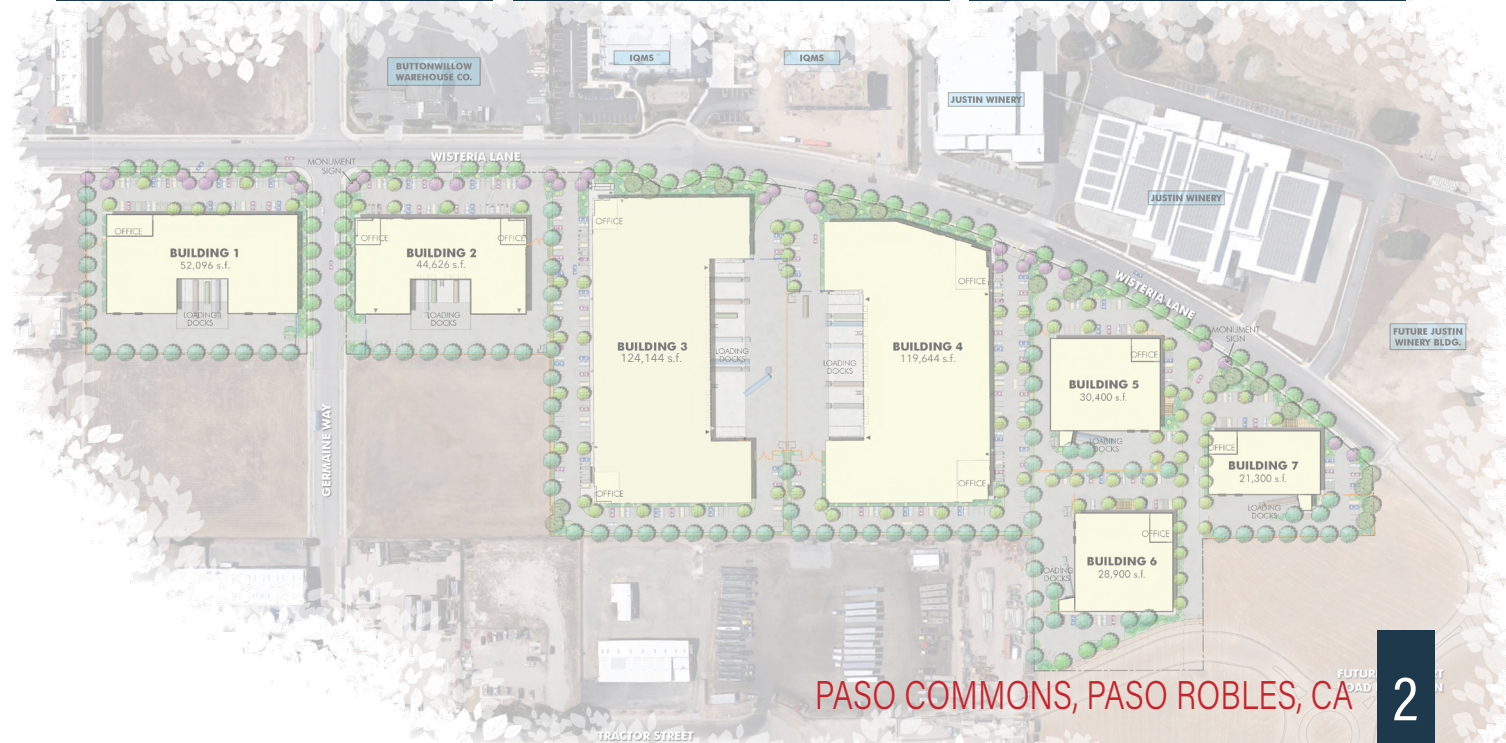 BUTTONWILLOW
WAREHOUSE CO.
IQMS
IQMS
JUSTIN WINERY
JUSTIN WINERY
FUTURE JUSTIN
WINERY BLDG.
MONUMENT
SIGN
WISTERIA LANE
OFFICE
BUILDING 1
52,096 s.f.
LOADING
DOCKS
OFFICE
OFFICE
BUILDING 2
44,626 s.f.
LOADING
DOCKS
GERMAINE WAY
OFFICE
BUILDING 3
124,144 s.f.
LOADING
DOCKS
OFFICE
LOADING
DOCKS
OFFICE
BUILDING 4
119,644 s.f.
OFFICE
WISTERIA LANE
MONUMENT
SIGN
OFFICE
BUILDING 5
30,400 s.f.
LOADING
DOCKS
OFFICE
BUILDING 7
21,300 s.f.
LOADING
DOCKS
OFFICE
BUILDING 6
28,900 s.f.
LOADING
DOCKS
TRACTOR STREET
PASO COMMONS, PASO ROBLES, CA
2